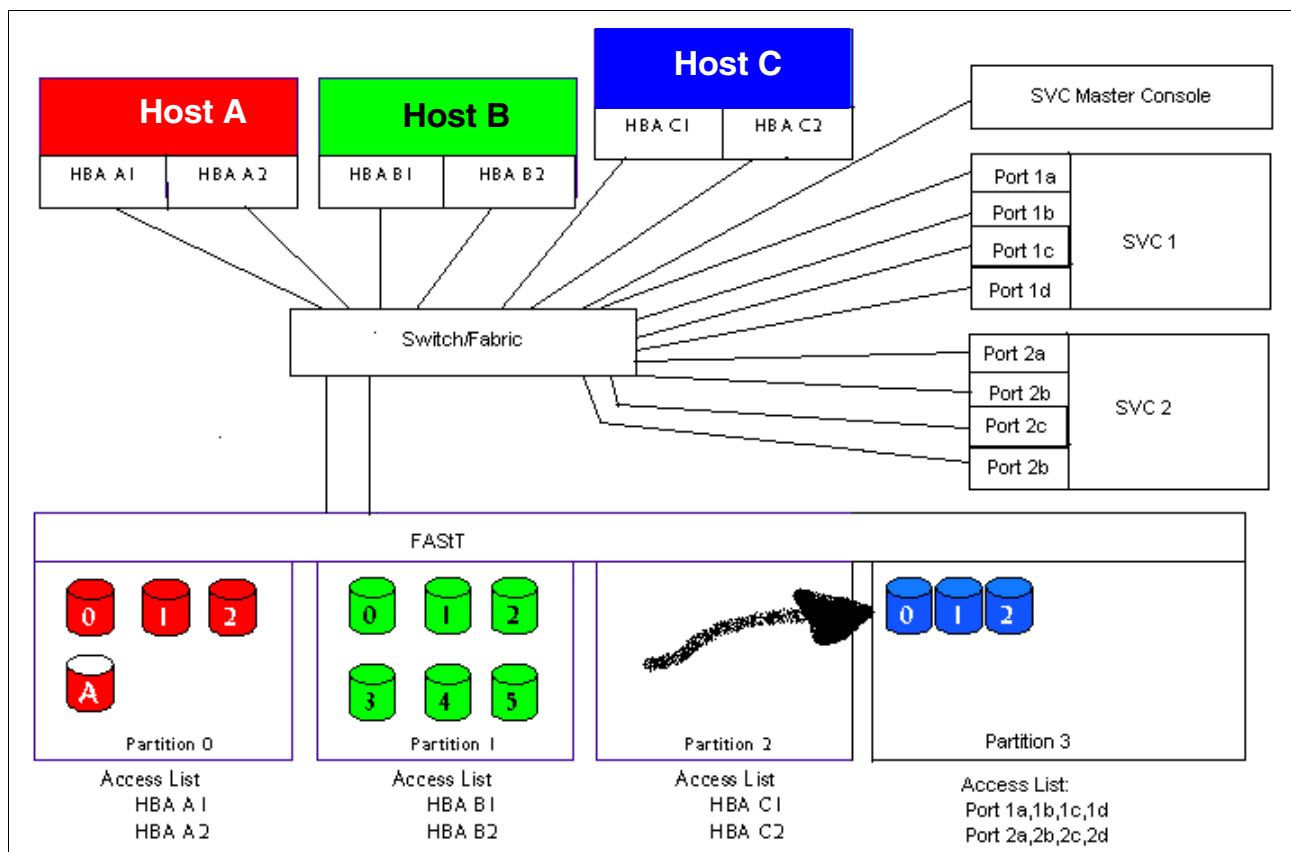 Host A
HBA A1 HBA A2
Host B
HBA B1 HBA B2
Host C
HBA C1 HBA C2
SVC Master Console
Port 1a
Port 1b
Port 1c
Port 1d
SVC 1
Switch/Fabric
Port 2a
Port 2b
Port 2c
Port 2b
SVC 2
FAStT
0 1 2
A
Partition 0
0 1 2
3 4 5
Partition 1
Partition 2
0 1 2
Partition 3
Access List
HBA A1
HBA A2
Access List
HBA B1
HBA B2
Access List
HBA C1
HBA C2
Access List:
Port 1a,1b,1c,1d
Port 2a,2b,2c,2d